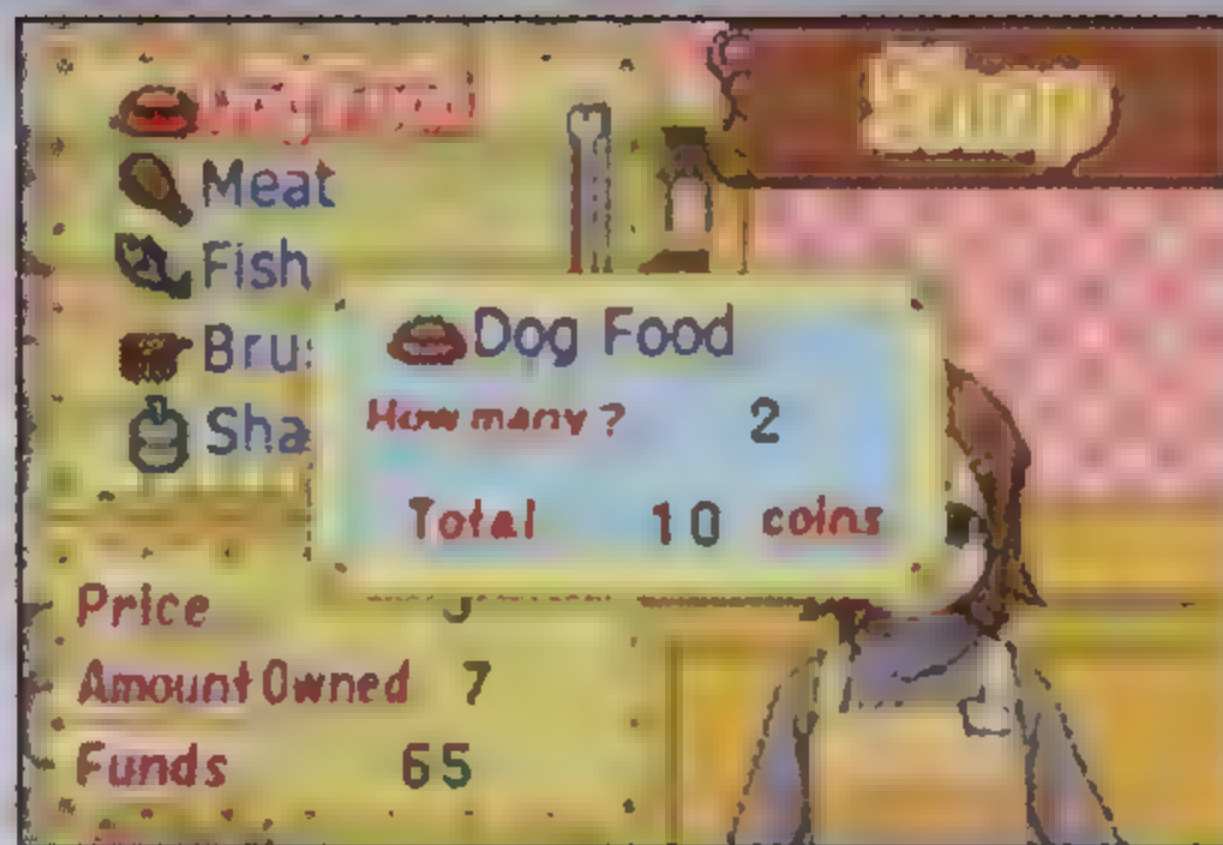 Meat
Fish
Dog Food
How many? 2
Total 10 coins
Price
Amount Owned 7
Funds 65